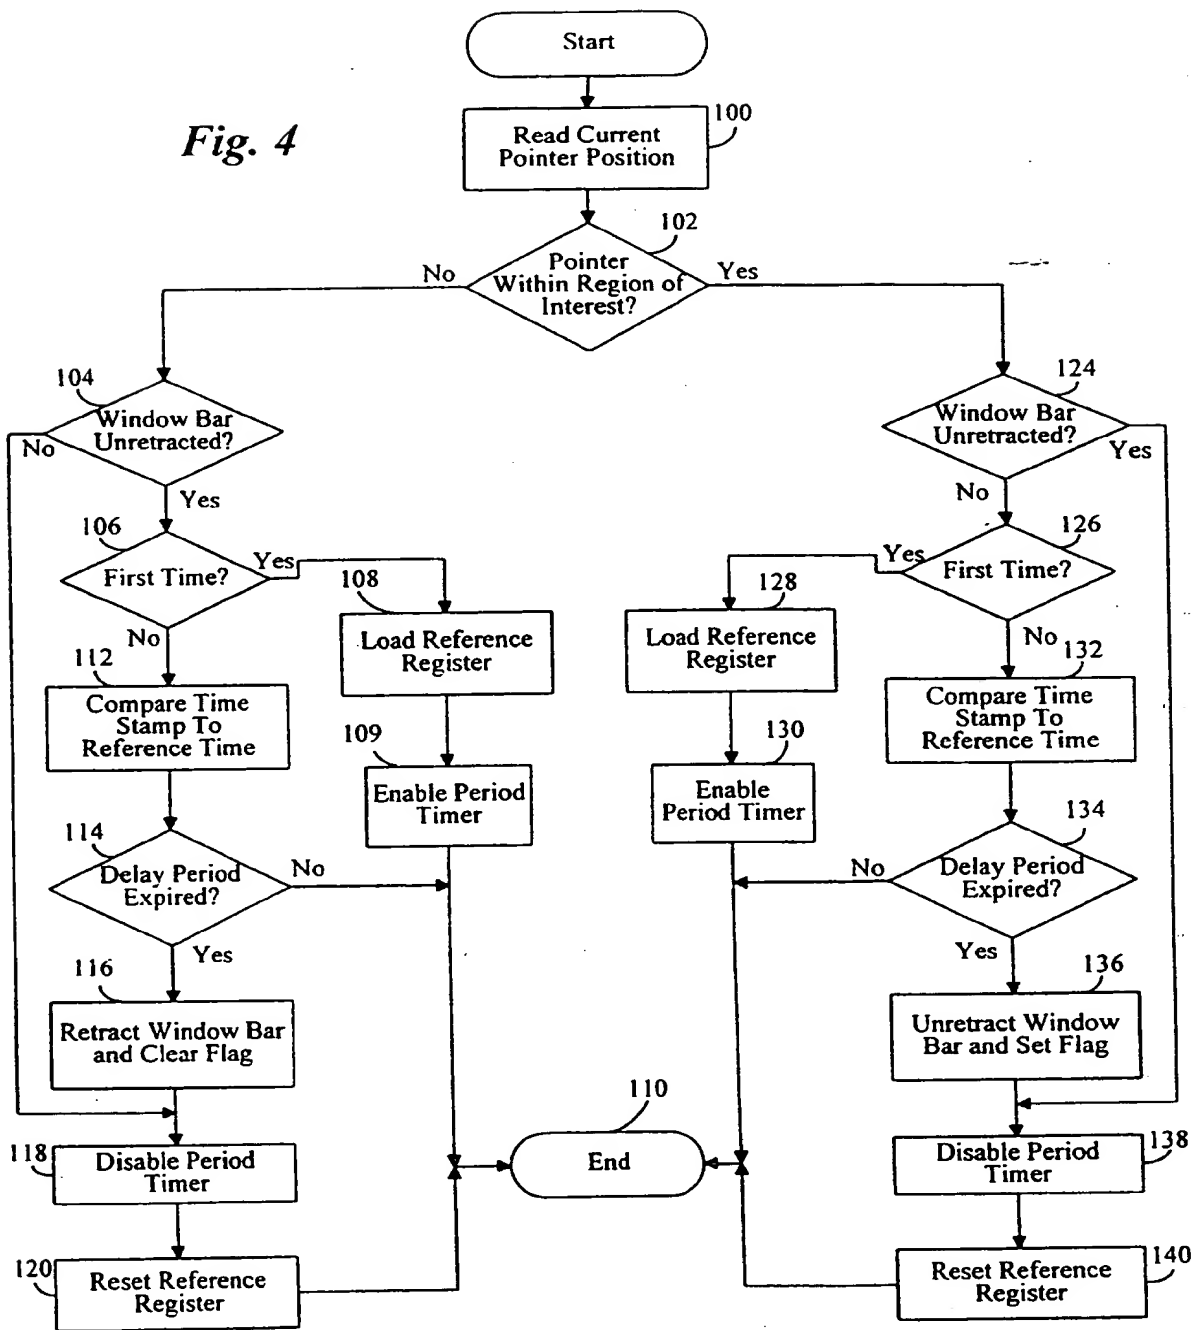 Start
Fig. 4
100
Read Current
Pointer Position
102
Pointer
Within Region of
Interest?
No
Yes
104
Window Bar
Unretracted?
No
Yes
124
Window Bar
Unretracted?
Yes
No
106
First Time?
Yes
No
108
Load Reference
Register
128
Load Reference
Register
126
First Time?
Yes
No
112
Compare Time
Stamp To
Reference Time
109
Enable Period
Timer
130
Enable
Period Timer
132
Compare Time
Stamp To
Reference Time
114
Delay Period
Expired?
No
Yes
134
Delay Period
Expired?
No
Yes
116
Retract Window Bar
and Clear Flag
136
Unretract Window
Bar and Set Flag
110
End
118
Disable Period
Timer
138
Disable Period
Timer
120
Reset Reference
Register
140
Reset Reference
Register